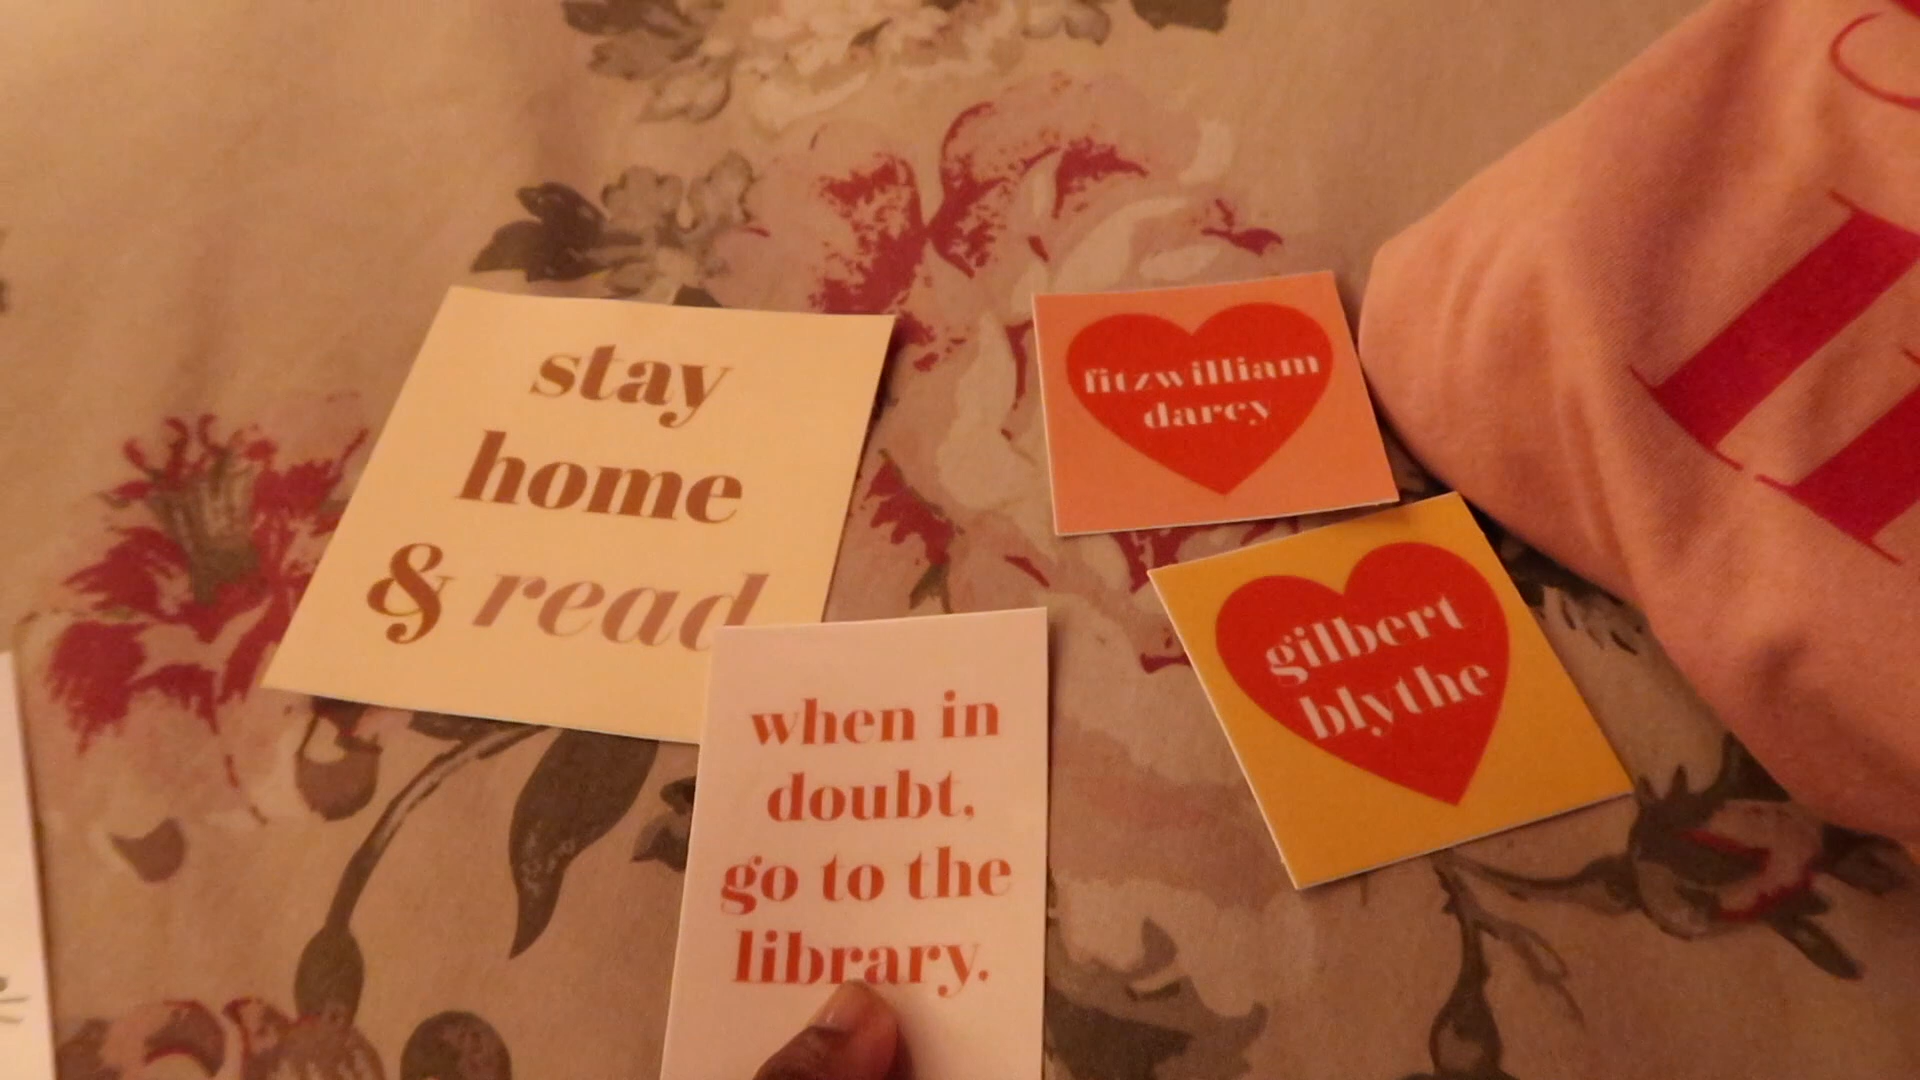 stay
home
& read
when in
doubt,
go to the
library.
fitzwilliam
darcy
gilbert
blythe